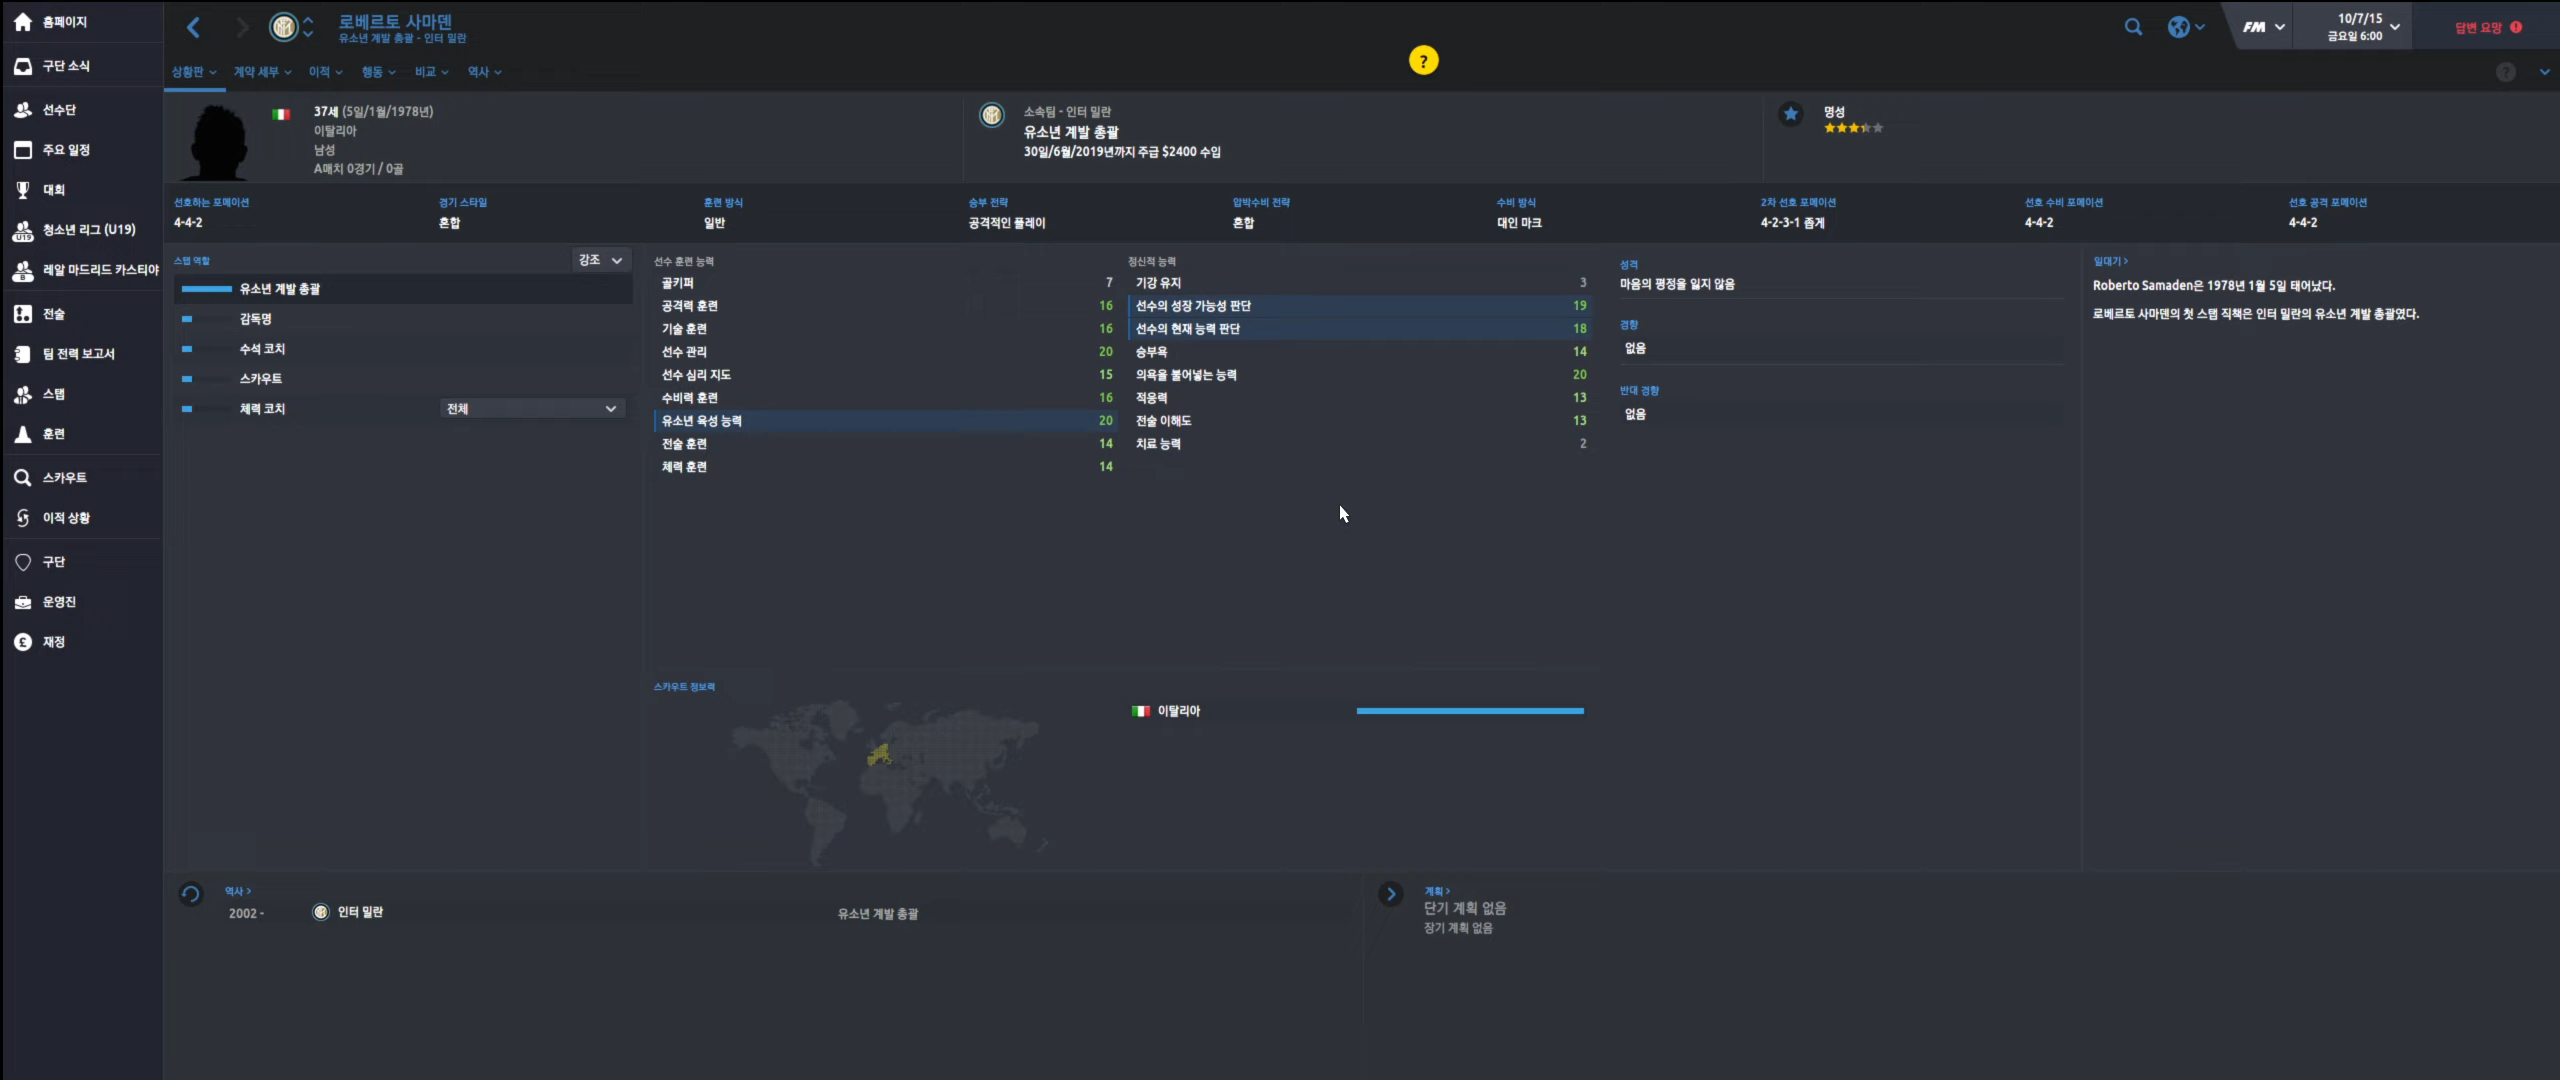 홈페이지
구단 소식
선수단
주요 일정
대회
청소년 리그 (U19)
레알 마드리드 카스티야
전술
팀 전력 보고서
스탭
훈련
스카우트
이적 상황
구단
운영진
재정
로베르토 사마덴
유소년 계발 총괄 - 인터 밀란
FM
10/7/15
금요일 6:00
답변 요망
상황판
계약 세부
이적
행동
비교
역사
?
?
37세 (5일/1월/1978년)
이탈리아
남성
A매치 0경기 / 0골
소속팀 - 인터 밀란
유소년 계발 총괄
30일/6월/2019년까지 주급 $2400 수입
명성
선호하는 포메이션
4-4-2
경기 스타일
혼합
훈련 방식
일반
승부 전략
공격적인 플레이
압박수비 전략
혼합
수비 방식
대인 마크
2차 선호 포메이션
4-2-3-1 좁게
선호 수비 포메이션
4-4-2
선호 공격 포메이션
4-4-2
스탭 역할
강조
유소년 계발 총괄
감독명
수석 코치
스카우트
체력 코치
전체
선수 훈련 능력
골키퍼 7
공격력 훈련 16
기술 훈련 16
선수 관리 20
선수 심리 지도 15
수비력 훈련 16
유소년 육성 능력 20
전술 훈련 14
체력 훈련 14
정신적 능력
기강 유지 3
선수의 성장 가능성 판단 19
선수의 현재 능력 판단 18
승부욕 14
의욕을 불어넣는 능력 20
적응력 13
전술 이해도 13
치료 능력 2
성격
마음의 평정을 잃지 않음
경향
없음
반대 경향
없음
일대기 >
Roberto Samaden은 1978년 1월 5일 태어났다.
로베르토 사마덴의 첫 스탭 직책은 인터 밀란의 유소년 계발 총괄였다.
스카우트 정보력
이탈리아
역사 >
2002 - 인터 밀란 유소년 계발 총괄
계획 >
단기 계획 없음
장기 계획 없음